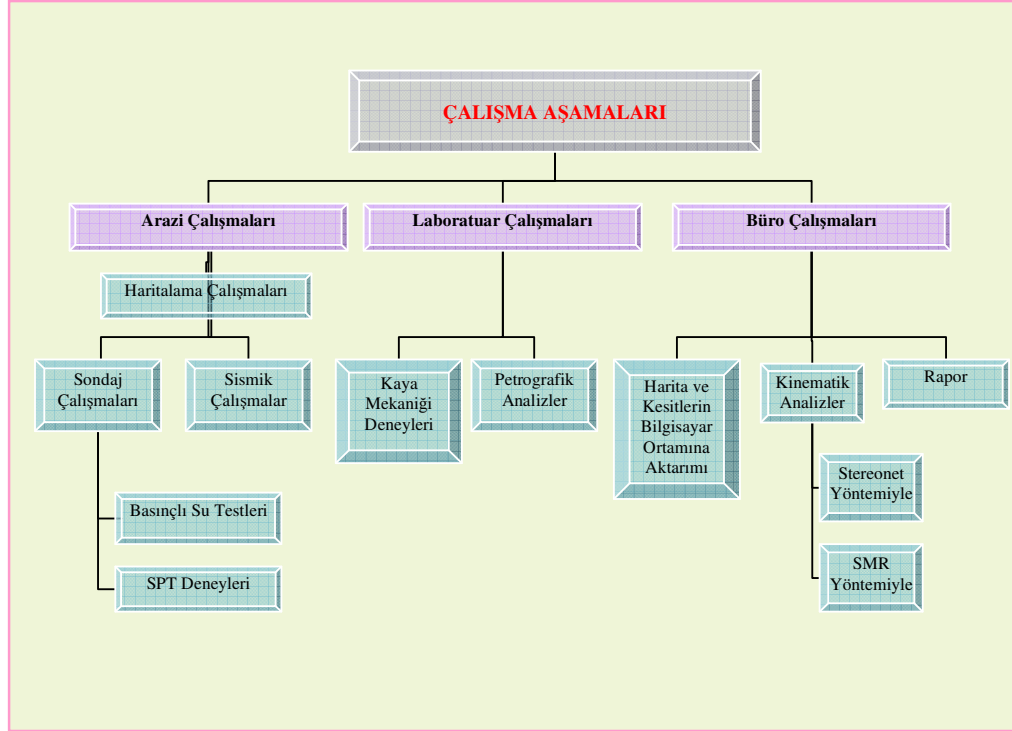 ÇALIŞMA AŞAMALARI
Arazi Çalışmaları
Laboratuar Çalışmaları
Büro Çalışmaları
Haritalama Çalışmaları
Sondaj
Çalışmaları
Sismik
Çalışmalar
Kaya
Mekaniği
Deneyleri
Petrografik
Analizler
Harita ve
Kesitlerin
Bilgisayar
Ortamına
Aktarımı
Kinematik
Analizler
Rapor
Basınçlı Su Testleri
SPT Deneyleri
Stereonet
Yöntemiyle
SMR
Yöntemiyle